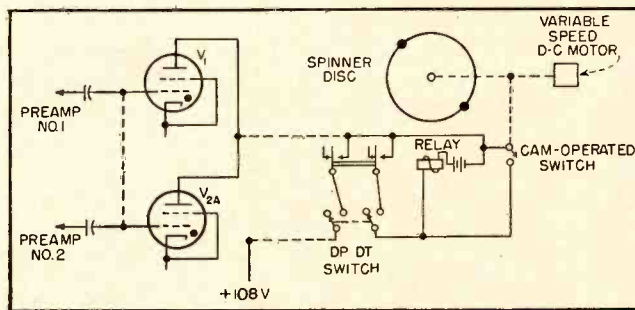 V1
PREAMP
NO.1
V2A
PREAMP
NO.2
+108 V
SPINNER
DISC
VARIABLE
SPEED
D-C MOTOR
RELAY
CAM-OPERATED
SWITCH
DP DT
SWITCH